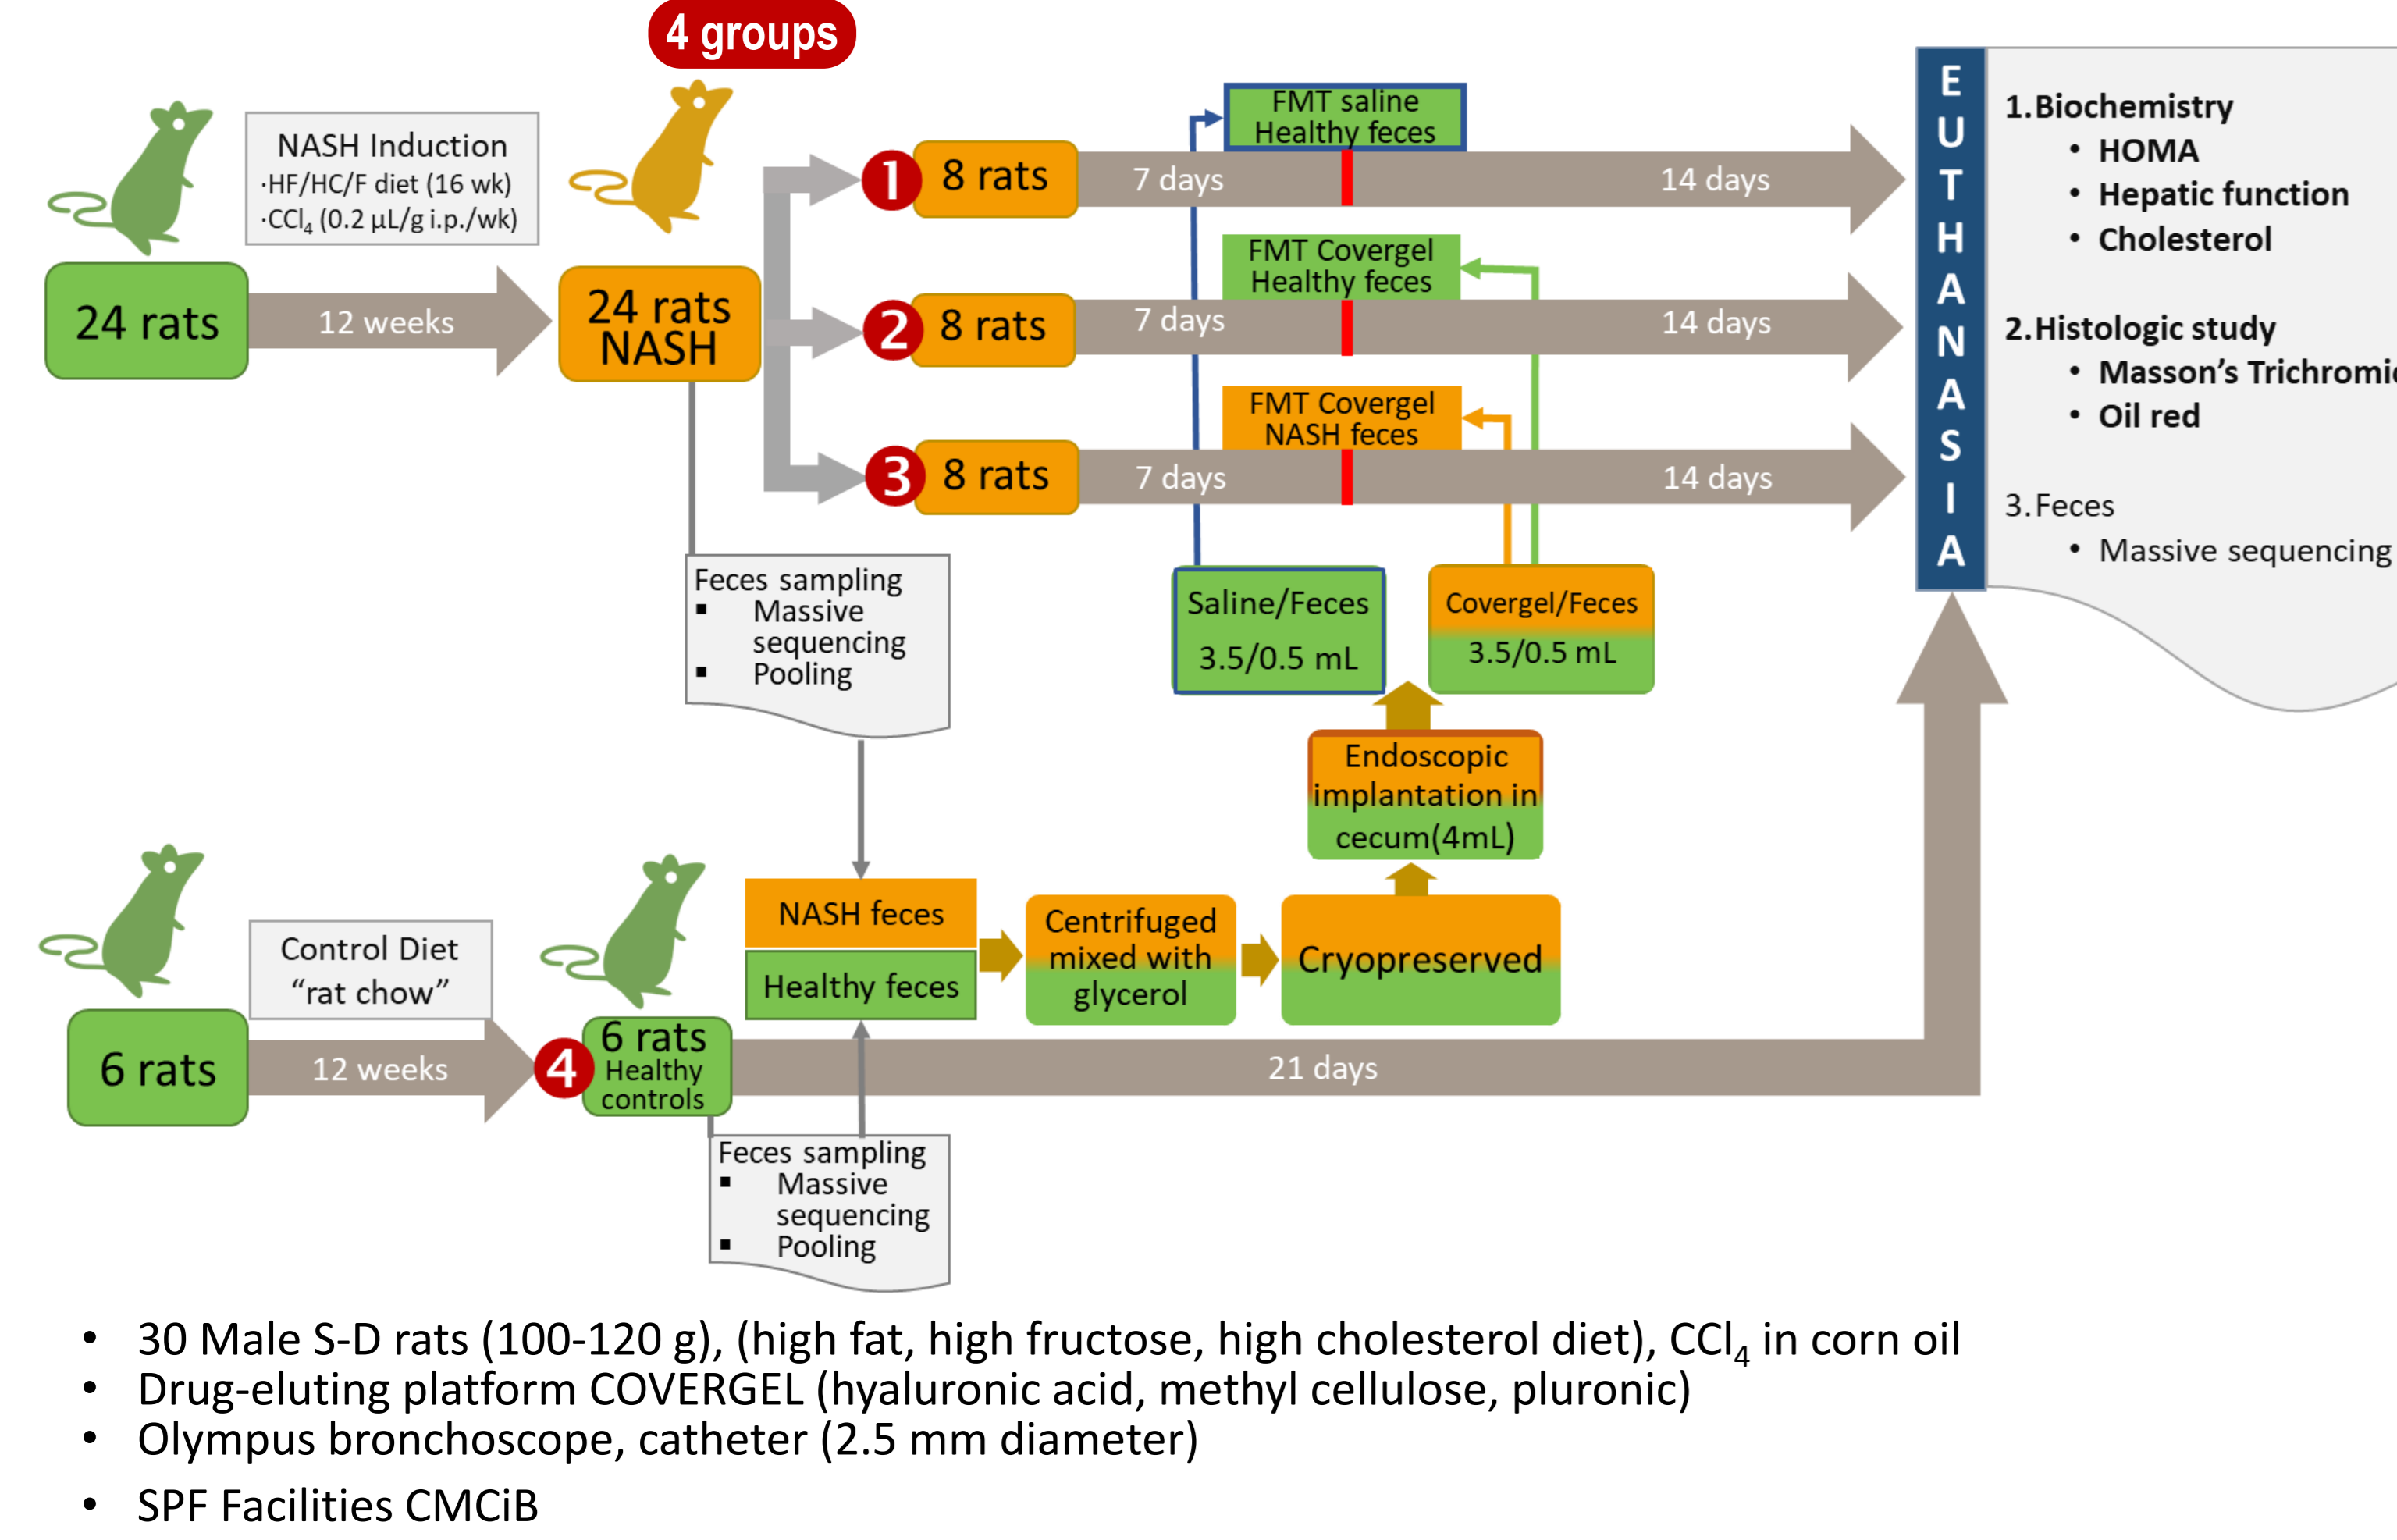 4 groups
NASH Induction
·HF/HC/F diet (16 wk)
·CCl4 (0.2 µL/g i.p./wk)
24 rats
12 weeks
24 rats
NASH
1
8 rats
7 days
FMT saline
Healthy feces
14 days
2
8 rats
7 days
FMT Covergel
Healthy feces
14 days
3
8 rats
7 days
FMT Covergel
NASH feces
14 days
EUTHANASIA
1.Biochemistry
• HOMA
• Hepatic function
• Cholesterol
2.Histologic study
• Masson’s Trichromic
• Oil red
3.Feces
• Massive sequencing
Feces sampling
▪ Massive
sequencing
▪ Pooling
Saline/Feces
3.5/0.5 mL
Covergel/Feces
3.5/0.5 mL
Endoscopic
implantation in
cecum(4mL)
NASH feces
Healthy feces
Centrifuged
mixed with
glycerol
Cryopreserved
Control Diet
“rat chow”
6 rats
12 weeks
4
6 rats
Healthy
controls
21 days
Feces sampling
▪ Massive
sequencing
▪ Pooling
• 30 Male S-D rats (100-120 g), (high fat, high fructose, high cholesterol diet), CCl4 in corn oil
• Drug-eluting platform COVERGEL (hyaluronic acid, methyl cellulose, pluronic)
• Olympus bronchoscope, catheter (2.5 mm diameter)
• SPF Facilities CMCiB